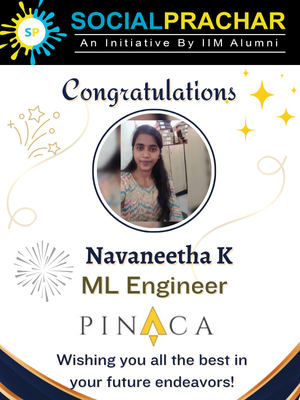 SP
SOCIALPRACHAR
An Initiative By IIM Alumni
Congratulations
Navaneetha K
ML Engineer
PINACA
Wishing you all the best in
your future endeavors!